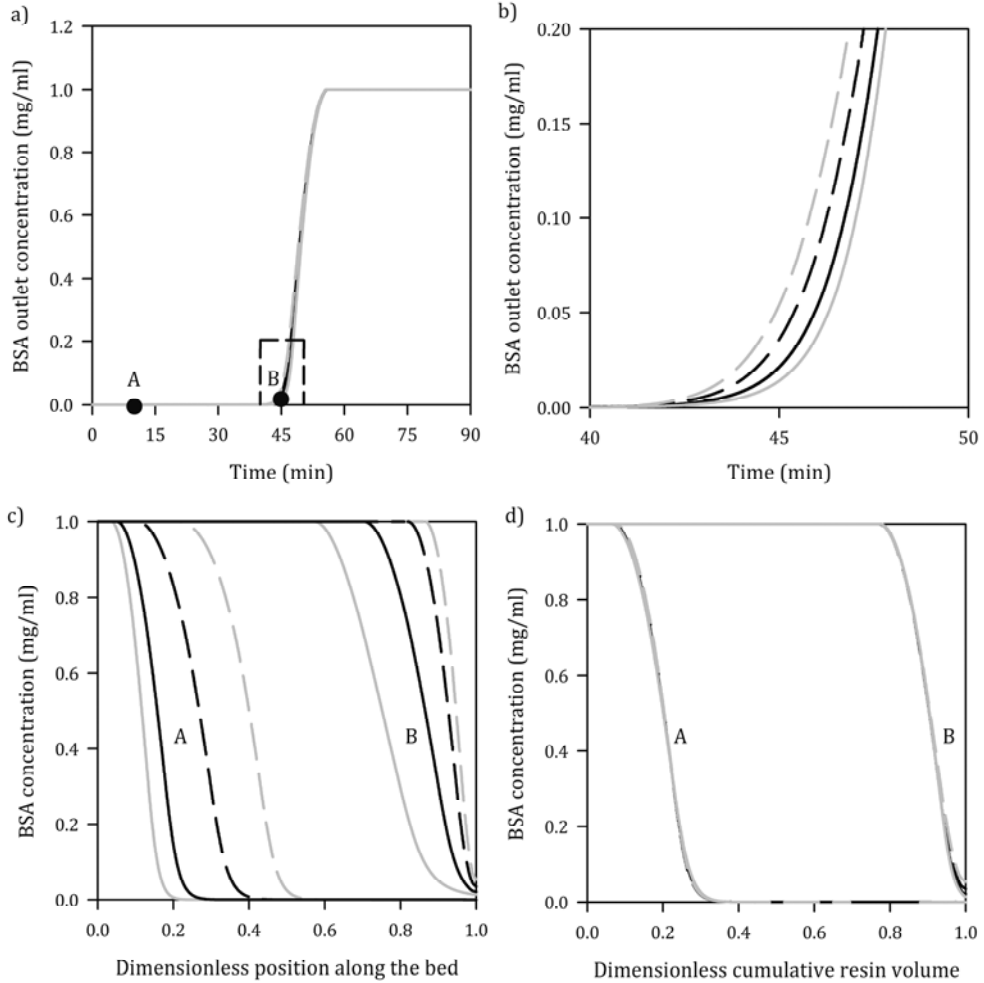 a)
BSA outlet concentration (mg/ml)
1.2
1.0
0.8
0.6
0.4
0.2
0.0
A
B
0 15 30 45 60 75 90
Time (min)
b)
BSA outlet concentration (mg/ml)
0.20
0.15
0.10
0.05
0.00
40 45 50
Time (min)
c)
BSA concentration (mg/ml)
1.0
0.8
0.6
0.4
0.2
0.0
A
B
0.0 0.2 0.4 0.6 0.8 1.0
Dimensionless position along the bed
d)
BSA concentration (mg/ml)
1.0
0.8
0.6
0.4
0.2
0.0
A
B
0.0 0.2 0.4 0.6 0.8 1.0
Dimensionless cumulative resin volume